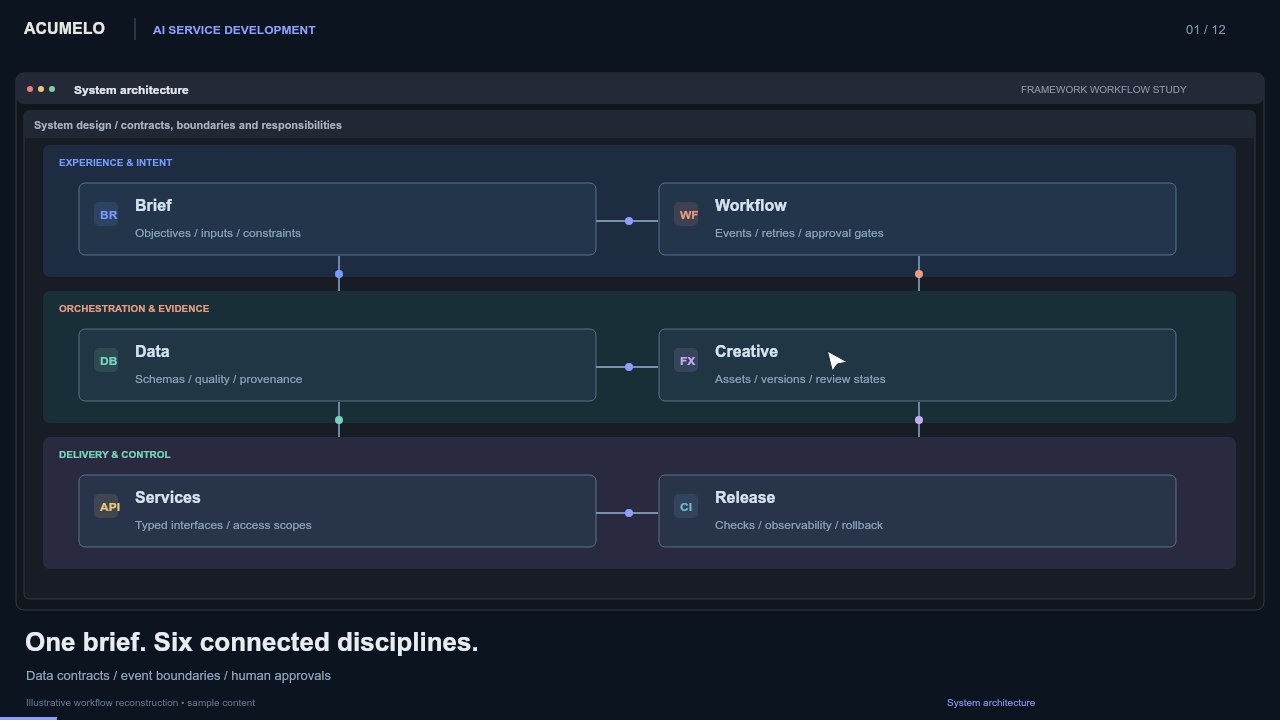 ACUMELO
AI SERVICE DEVELOPMENT
01 / 12
System architecture
FRAMEWORK WORKFLOW STUDY
System design / contracts, boundaries and responsibilities
EXPERIENCE & INTENT
BR
Brief
Objectives / inputs / constraints
WF
Workflow
Events / retries / approval gates
ORCHESTRATION & EVIDENCE
DB
Data
Schemas / quality / provenance
FX
Creative
Assets / versions / review states
DELIVERY & CONTROL
API
Services
Typed interfaces / access scopes
CI
Release
Checks / observability / rollback
One brief. Six connected disciplines.
Data contracts / event boundaries / human approvals
Illustrative workflow reconstruction • sample content
System architecture